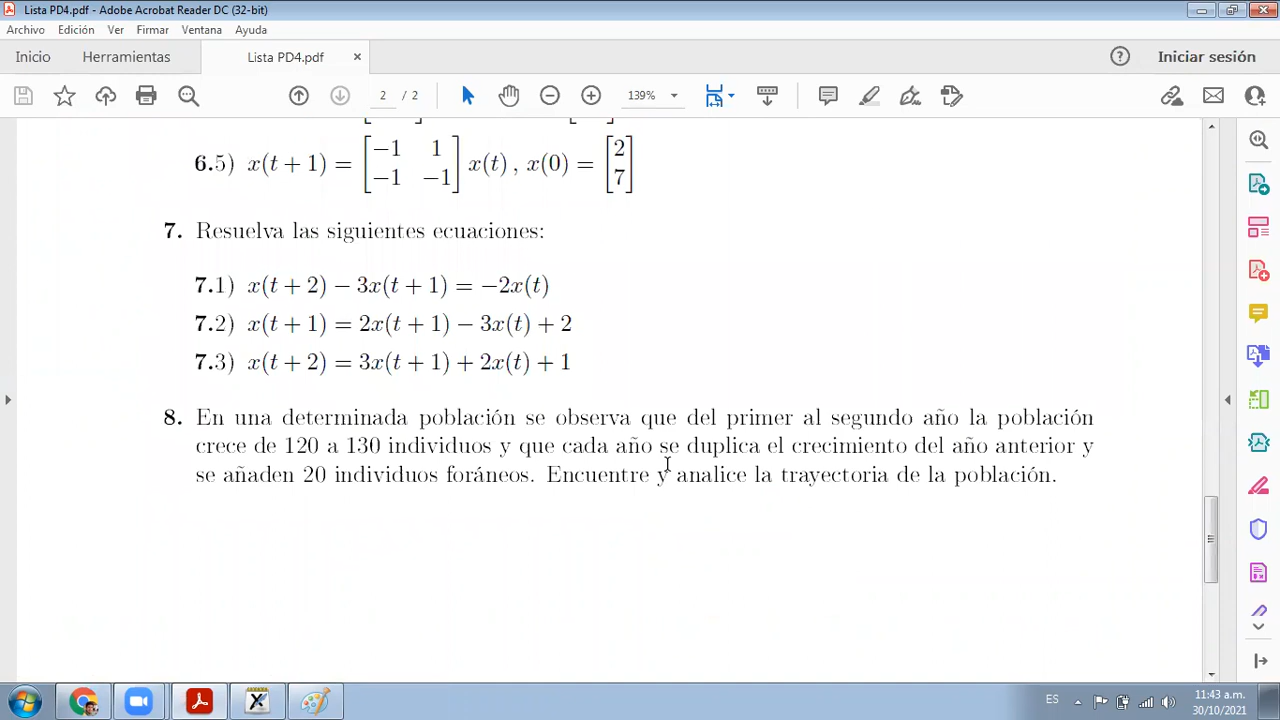 Lista PD4.pdf - Adobe Acrobat Reader DC (32-bit)
Archivo Edición Ver Firmar Ventana Ayuda
Inicio Herramientas Lista PD4.pdf × Iniciar sesión
2 / 2 139%
6.5) x(t + 1) = [−1 1; −1 −1] x(t) , x(0) = [2; 7]
7. Resuelva las siguientes ecuaciones:
7.1) x(t + 2) − 3x(t + 1) = −2x(t)
7.2) x(t + 1) = 2x(t + 1) − 3x(t) + 2
7.3) x(t + 2) = 3x(t + 1) + 2x(t) + 1
8. En una determinada población se observa que del primer al segundo año la población
crece de 120 a 130 individuos y que cada año se duplica el crecimiento del año anterior y
se añaden 20 individuos foráneos. Encuentre y analice la trayectoria de la población.
ES 11:43 a.m.
30/10/2021